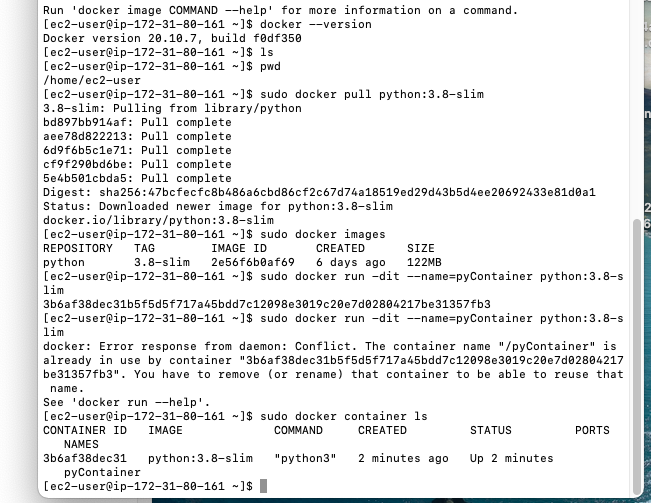 Run 'docker image COMMAND --help' for more information on a command.
[ec2-user@ip-172-31-80-161 ~]$ docker --version
Docker version 20.10.7, build f0df350
[ec2-user@ip-172-31-80-161 ~]$ ls
[ec2-user@ip-172-31-80-161 ~]$ pwd
/home/ec2-user
[ec2-user@ip-172-31-80-161 ~]$ sudo docker pull python:3.8-slim
3.8-slim: Pulling from library/python
bd897bb914af: Pull complete
aee78d822213: Pull complete
6d9f6b5c1e71: Pull complete
cf9f290bd6be: Pull complete
5e4b501cbda5: Pull complete
Digest: sha256:47bcfecfc8b486a6cbd86cf2c67d74a18519ed29d43b5d4ee20692433e81d0a1
Status: Downloaded newer image for python:3.8-slim
docker.io/library/python:3.8-slim
[ec2-user@ip-172-31-80-161 ~]$ sudo docker images
REPOSITORY   TAG        IMAGE ID       CREATED      SIZE
python       3.8-slim   2e56f6b0af69   6 days ago   122MB
[ec2-user@ip-172-31-80-161 ~]$ sudo docker run -dit --name=pyContainer python:3.8-s
lim
3b6af38dec31b5f5d5f717a45bdd7c12098e3019c20e7d02804217be31357fb3
[ec2-user@ip-172-31-80-161 ~]$ sudo docker run -dit --name=pyContainer python:3.8-s
lim
docker: Error response from daemon: Conflict. The container name "/pyContainer" is
already in use by container "3b6af38dec31b5f5d5f717a45bdd7c12098e3019c20e7d02804217
be31357fb3". You have to remove (or rename) that container to be able to reuse that
 name.
See 'docker run --help'.
[ec2-user@ip-172-31-80-161 ~]$ sudo docker container ls
CONTAINER ID   IMAGE             COMMAND     CREATED         STATUS         PORTS
   NAMES
3b6af38dec31   python:3.8-slim   "python3"   2 minutes ago   Up 2 minutes
   pyContainer
[ec2-user@ip-172-31-80-161 ~]$